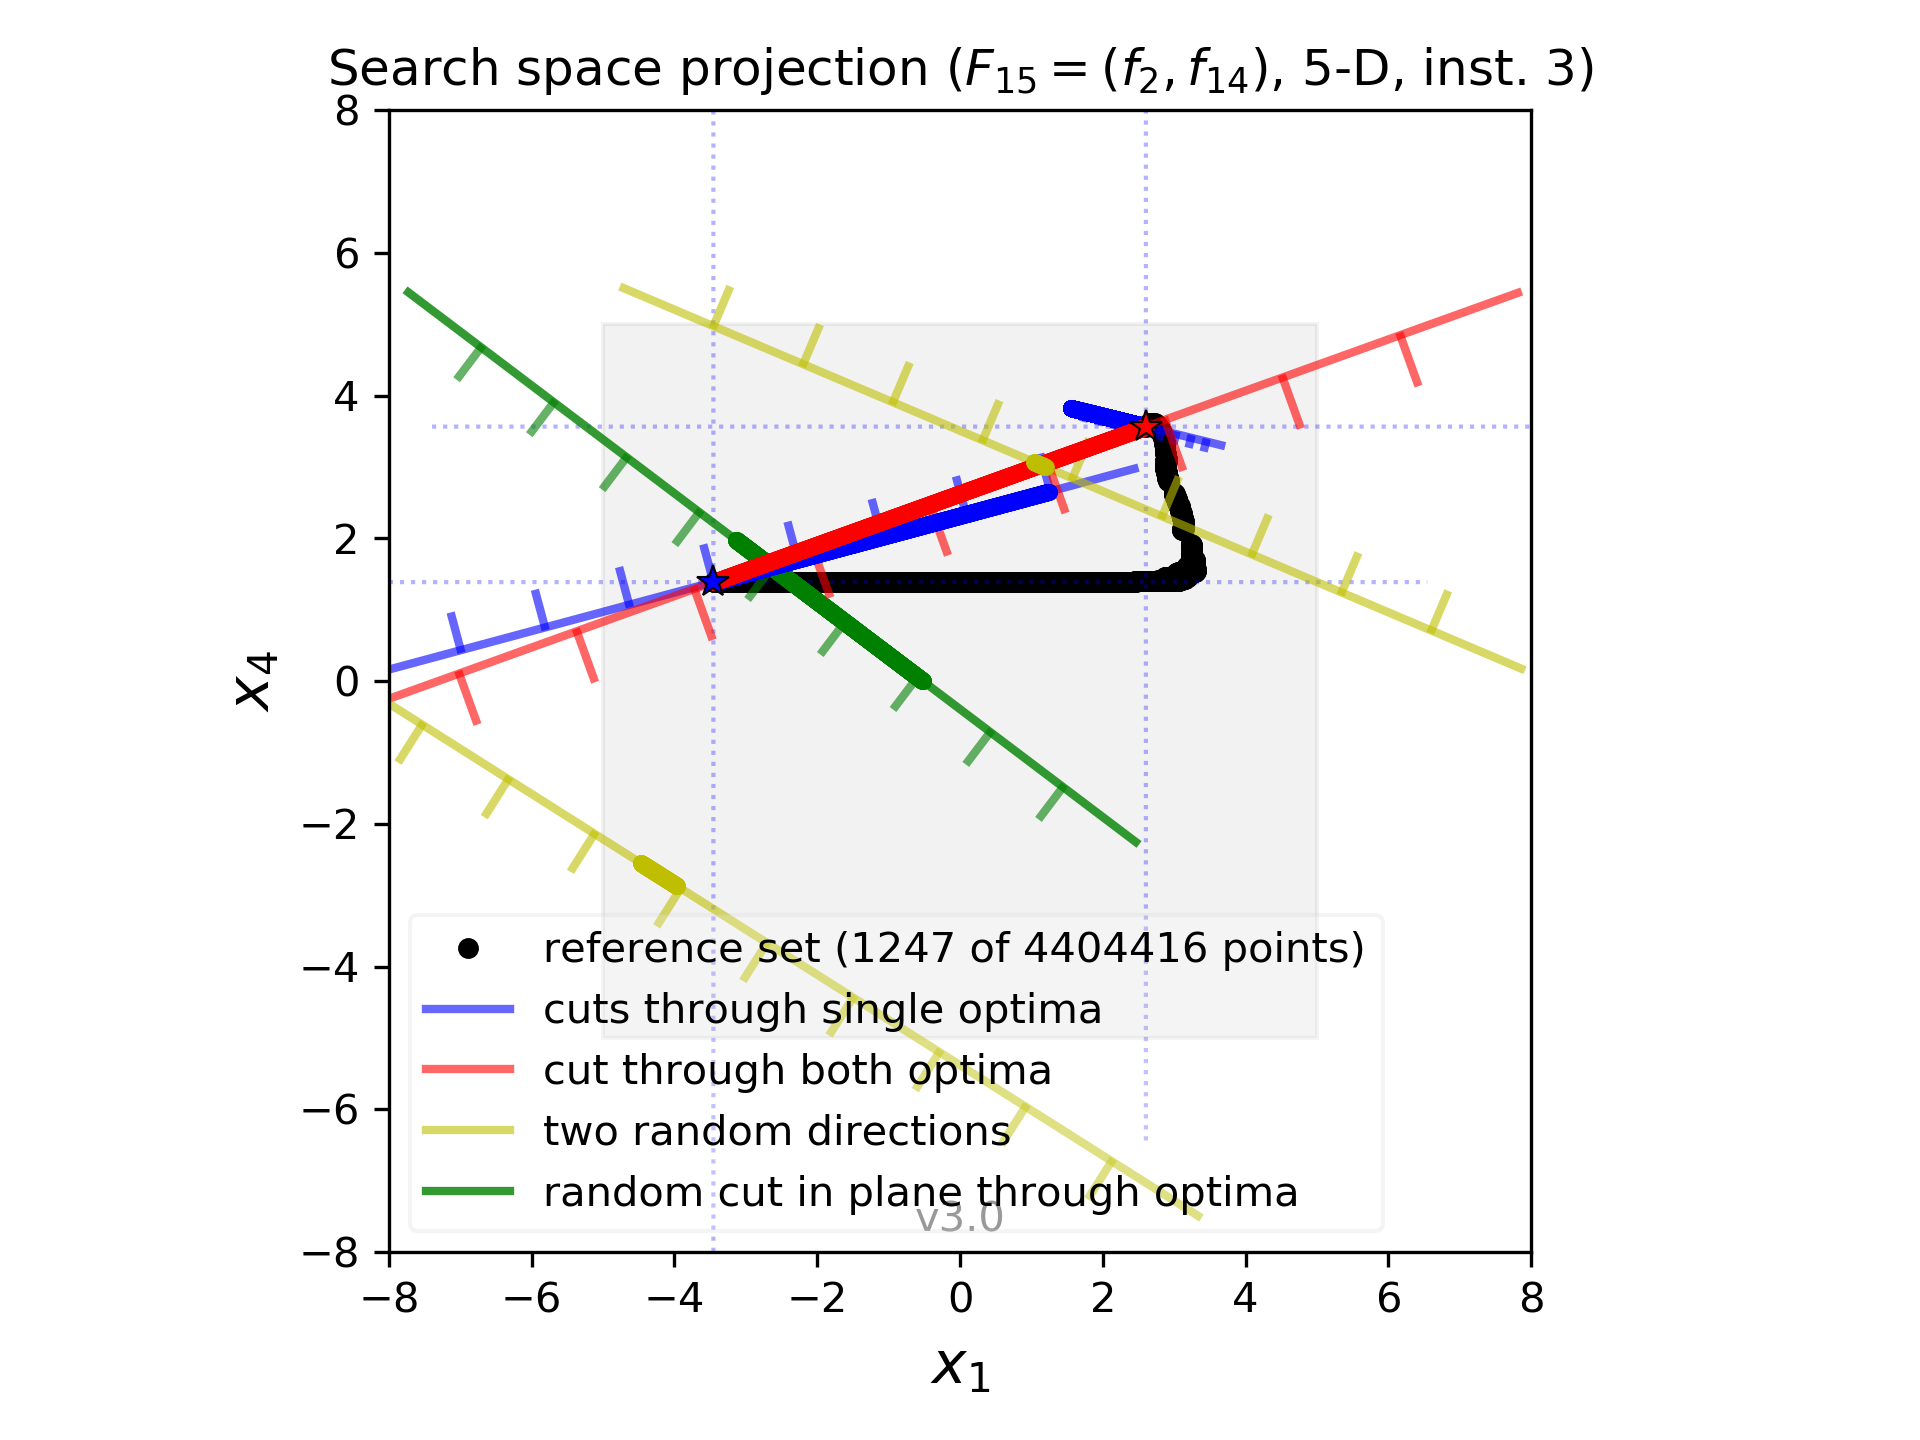 Search space projection (F₁₅ = (f₂, f₁₄), 5-D, inst. 3)
8
6
4
2
0
−2
−4
−6
−8
x₄
reference set (1247 of 4404416 points)
cuts through single optima
cut through both optima
two random directions
random cut in plane through optima
v3.0
−8 −6 −4 −2 0 2 4 6 8
x₁